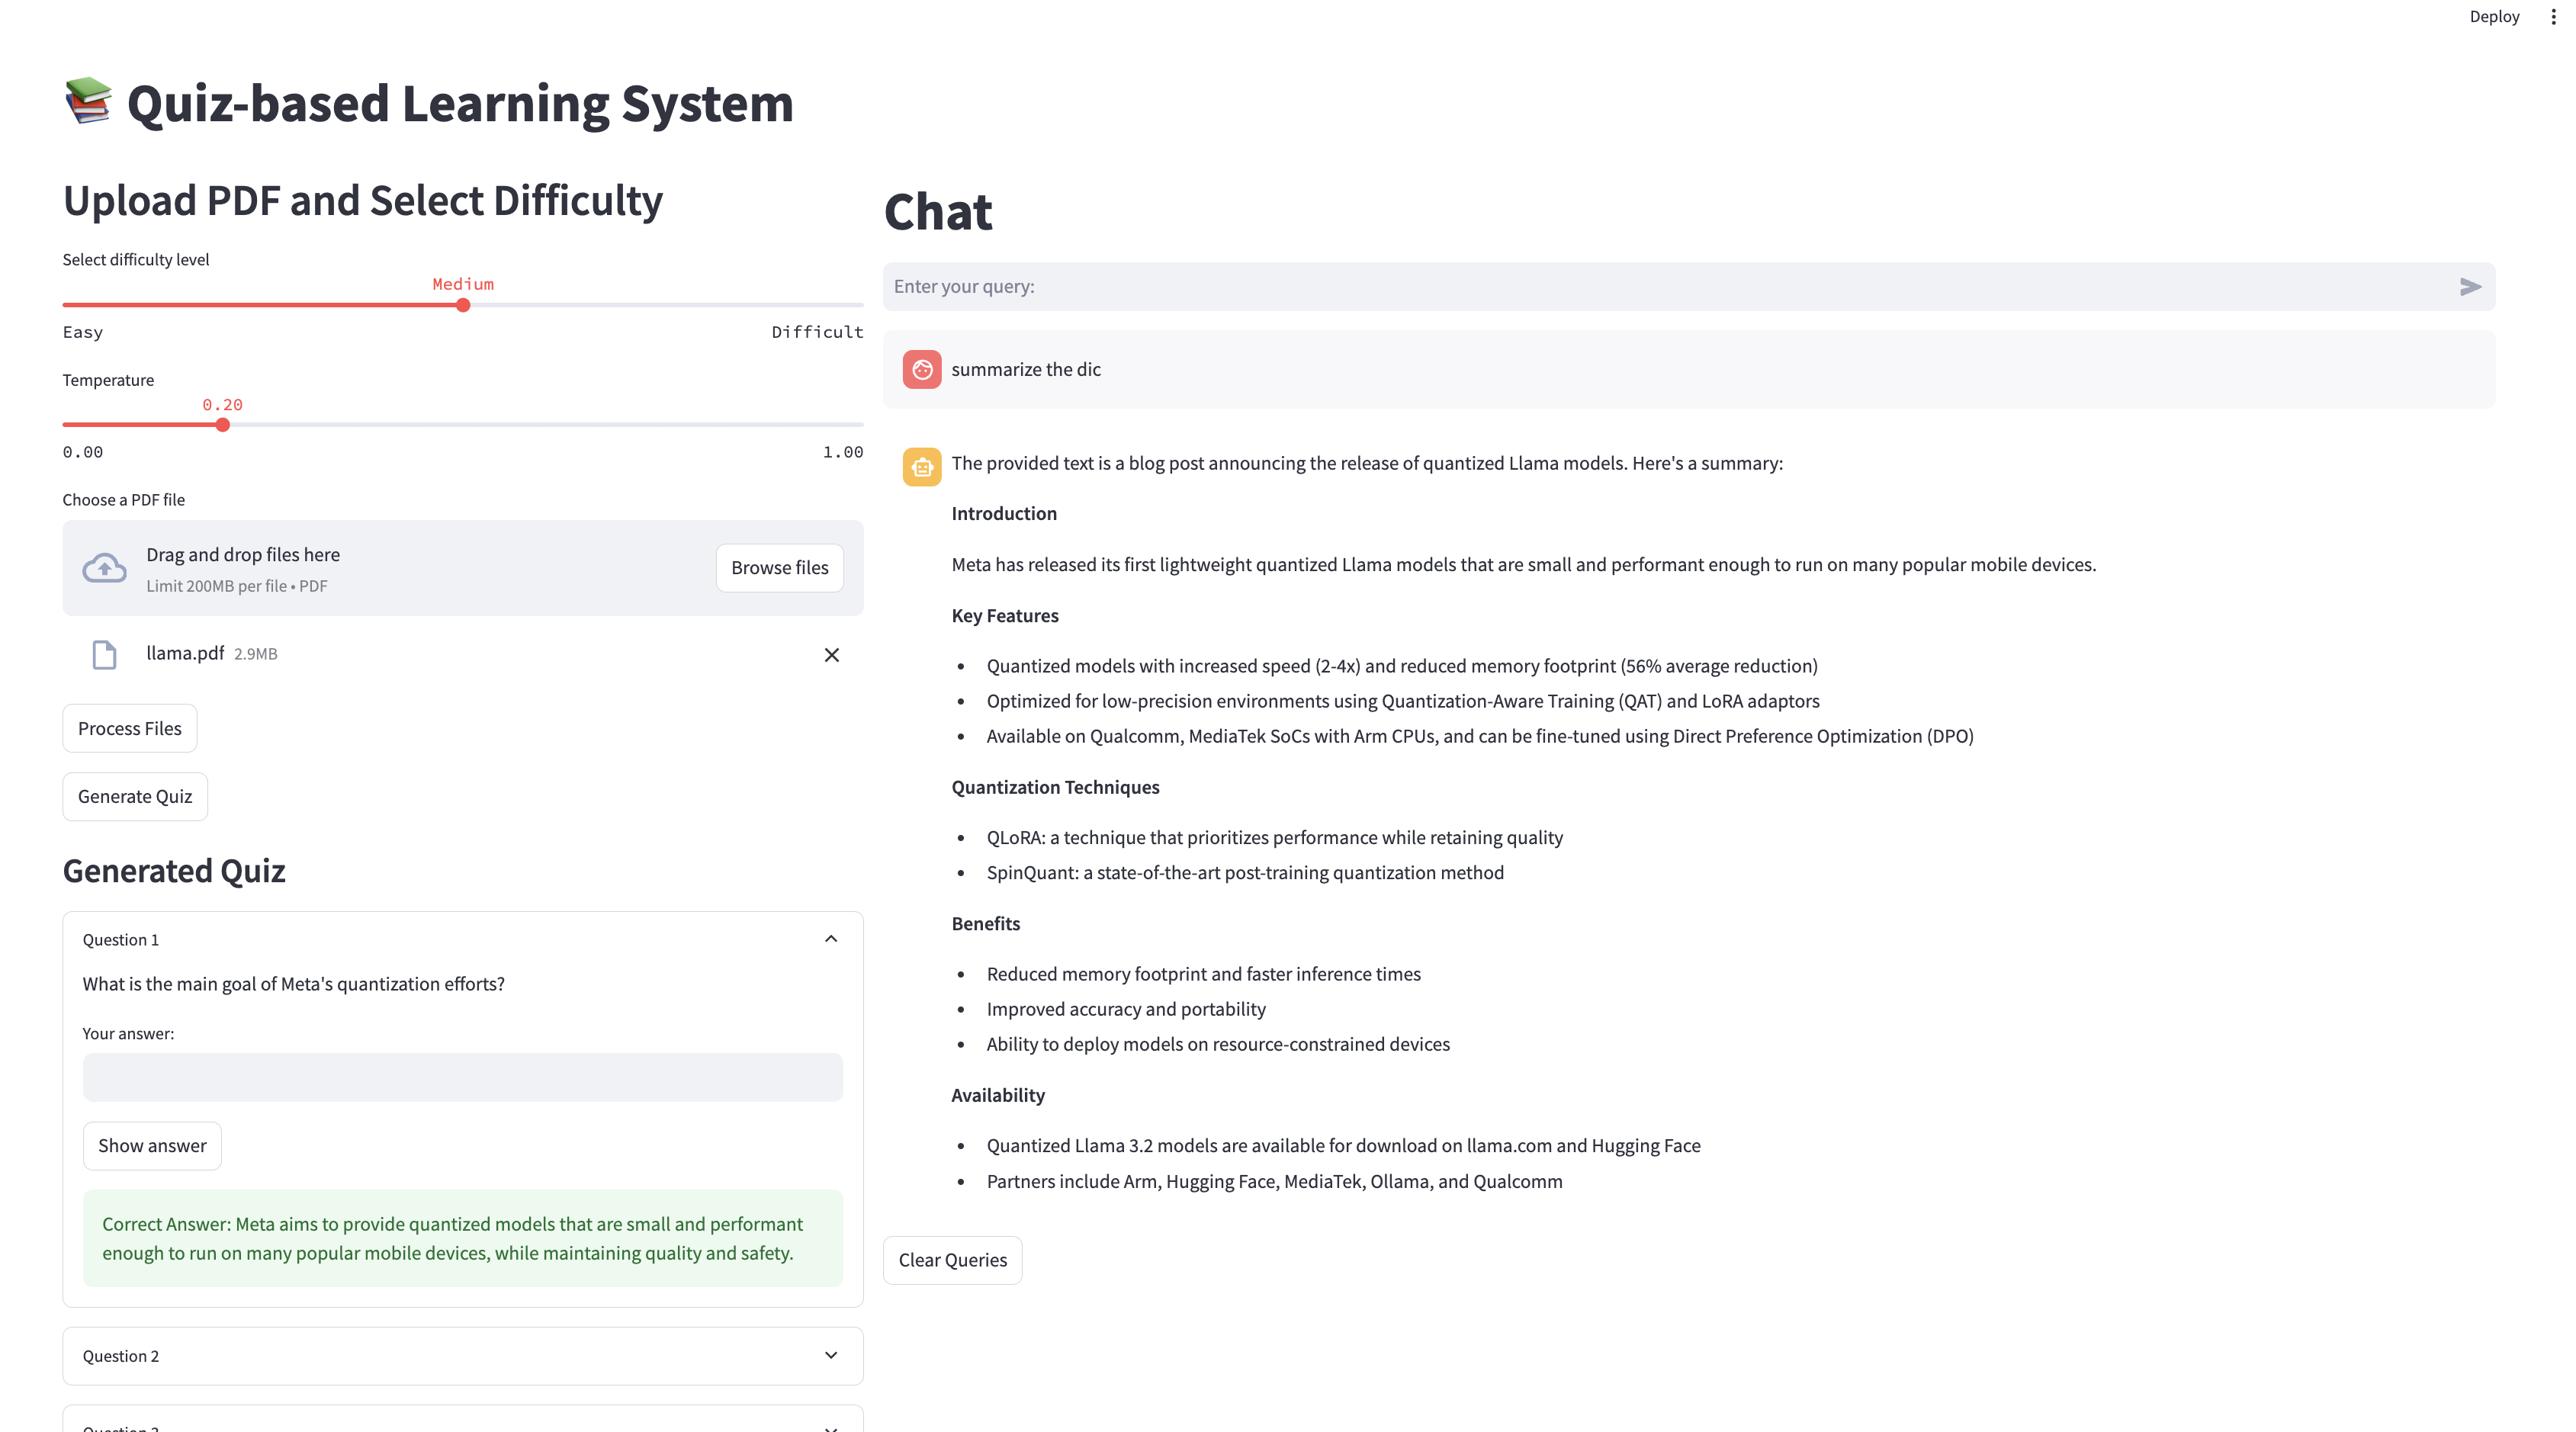 Deploy
Quiz-based Learning System
Upload PDF and Select Difficulty
Select difficulty level
Medium
Easy
Difficult
Temperature
0.20
0.00
1.00
Choose a PDF file
Drag and drop files here
Limit 200MB per file • PDF
Browse files
llama.pdf 2.9MB
Process Files
Generate Quiz
Generated Quiz
Question 1
What is the main goal of Meta's quantization efforts?
Your answer:
Show answer
Correct Answer: Meta aims to provide quantized models that are small and performant
enough to run on many popular mobile devices, while maintaining quality and safety.
Question 2
Chat
Enter your query:
summarize the dic
The provided text is a blog post announcing the release of quantized Llama models. Here's a summary:
Introduction
Meta has released its first lightweight quantized Llama models that are small and performant enough to run on many popular mobile devices.
Key Features
• Quantized models with increased speed (2-4x) and reduced memory footprint (56% average reduction)
• Optimized for low-precision environments using Quantization-Aware Training (QAT) and LoRA adaptors
• Available on Qualcomm, MediaTek SoCs with Arm CPUs, and can be fine-tuned using Direct Preference Optimization (DPO)
Quantization Techniques
• QLoRA: a technique that prioritizes performance while retaining quality
• SpinQuant: a state-of-the-art post-training quantization method
Benefits
• Reduced memory footprint and faster inference times
• Improved accuracy and portability
• Ability to deploy models on resource-constrained devices
Availability
• Quantized Llama 3.2 models are available for download on llama.com and Hugging Face
• Partners include Arm, Hugging Face, MediaTek, Ollama, and Qualcomm
Clear Queries